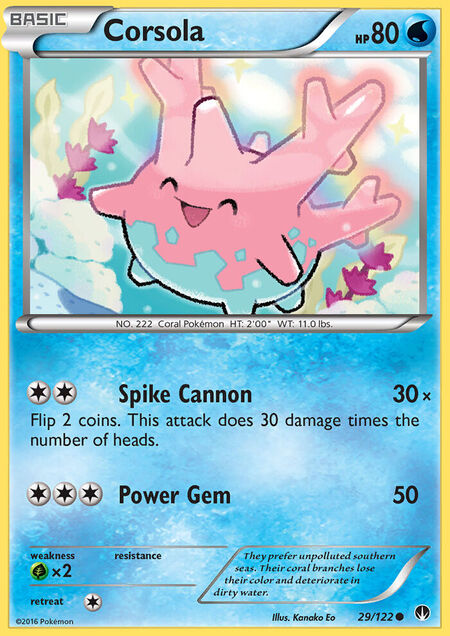 BASIC
Corsola
HP 80
NO. 222 Coral Pokémon HT: 2'00" WT: 11.0 lbs.
Spike Cannon 30×
Flip 2 coins. This attack does 30 damage times the
number of heads.
Power Gem 50
weakness resistance
×2
They prefer unpolluted southern
seas. Their coral branches lose
their color and deteriorate in
dirty water.
retreat
Illus. Kanako Eo 29/122
©2016 Pokémon